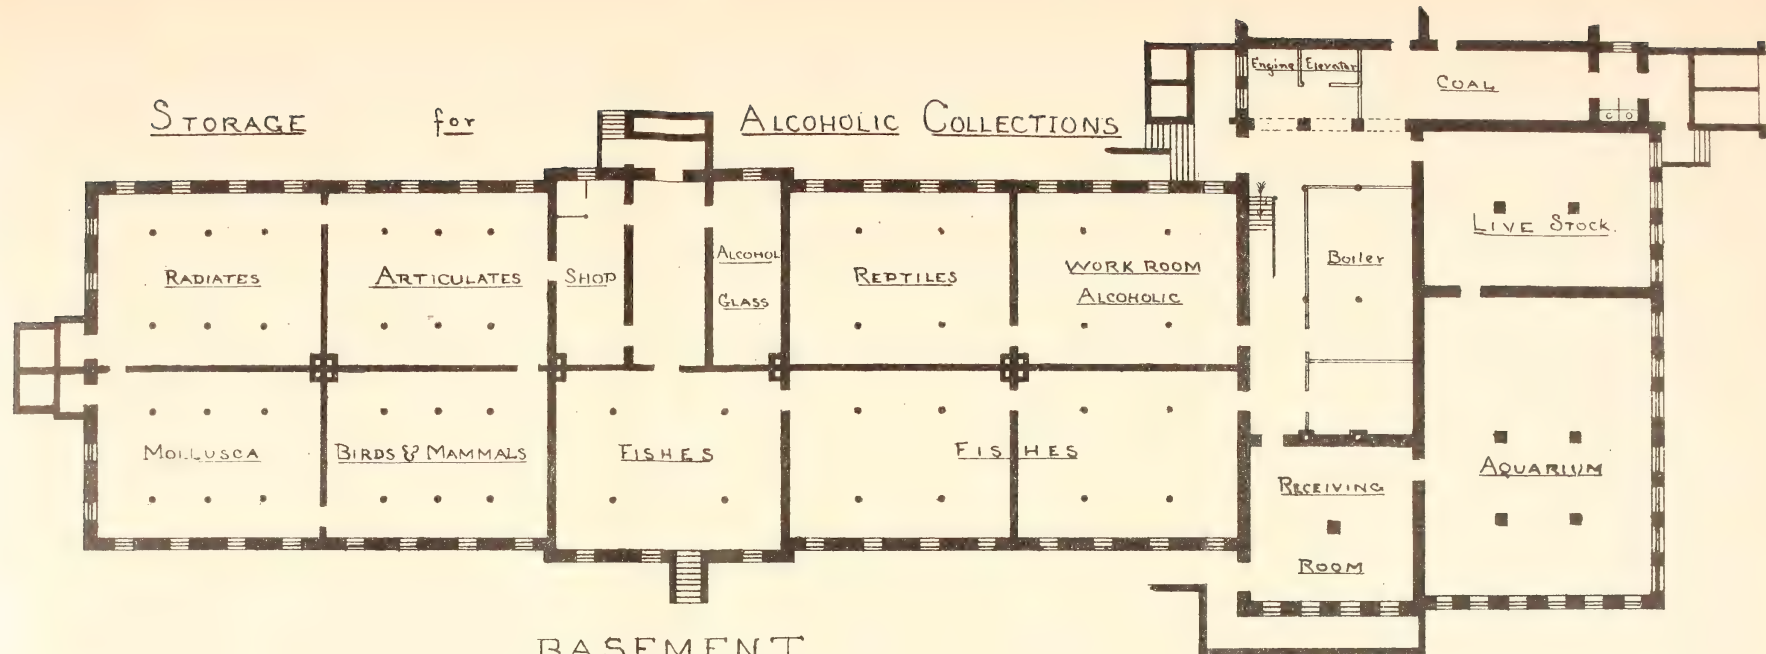 STORAGE for ALCOHOLIC COLLECTIONS
Engine Elevator
COAL
RADIATES
ARTICULATES
SHOP
ALCOHOL
GLASS
REPTILES
WORK ROOM
ALCOHOLIC
Boiler
LIVE STOCK.
MOLLUSCA
BIRDS & MAMMALS
FISHES
FISHES
RECEIVING
ROOM
AQUARIUM
BASEMENT